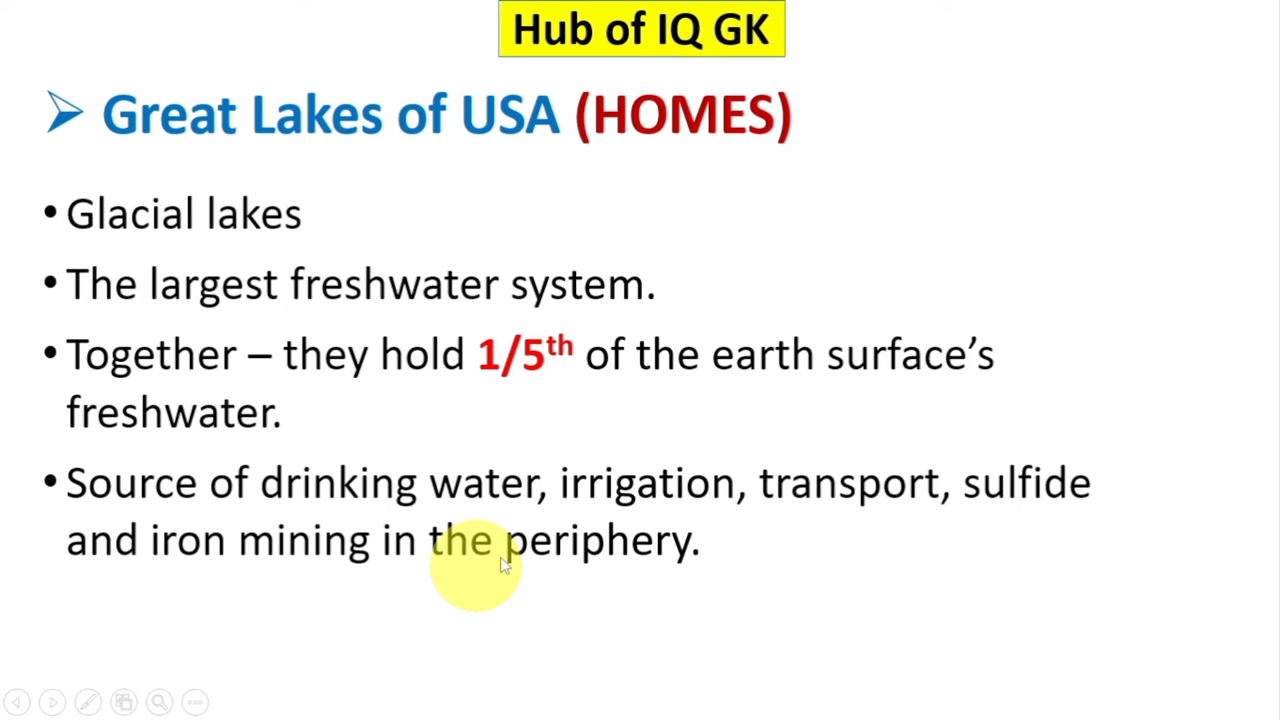 Hub of IQ GK
➢ Great Lakes of USA (HOMES)
• Glacial lakes
• The largest freshwater system.
• Together – they hold 1/5th of the earth surface’s
freshwater.
• Source of drinking water, irrigation, transport, sulfide
and iron mining in the periphery.